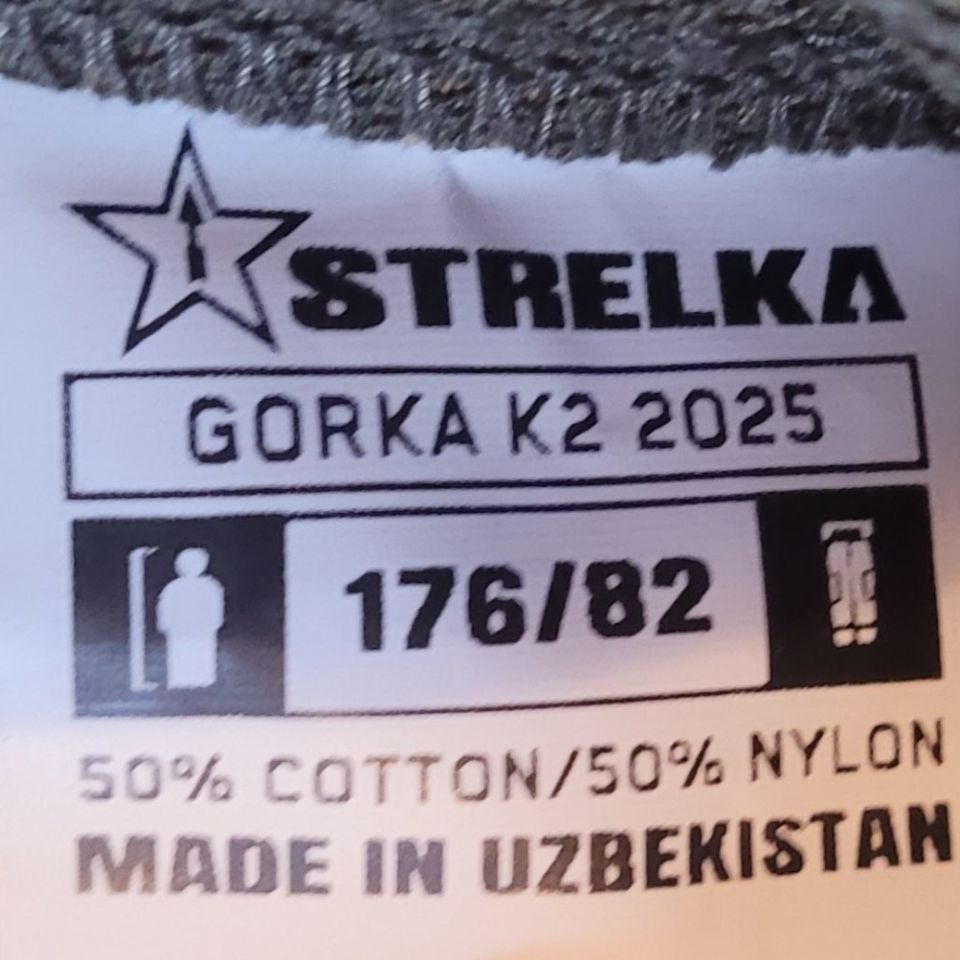 STRELKA
GORKA K2 2025
176/82
50% COTTON/50% NYLON
MADE IN UZBEKISTAN